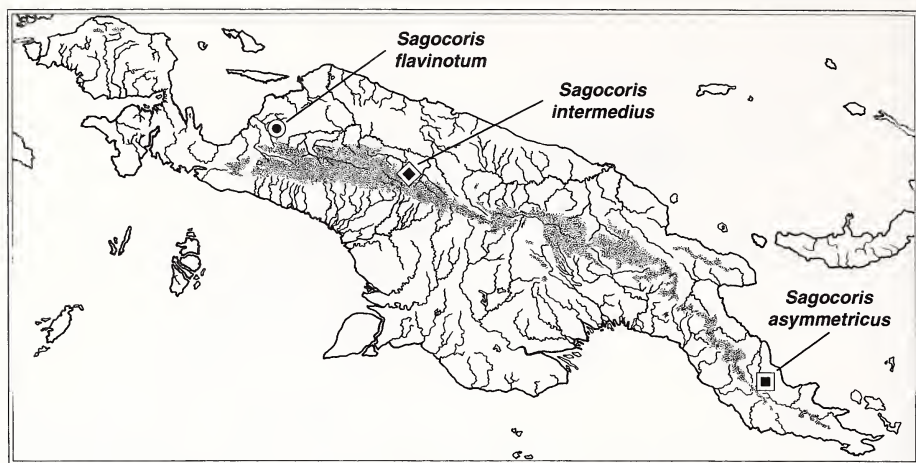 Sagocoris
flavinotum
Sagocoris
intermedius
Sagocoris
asymmetricus